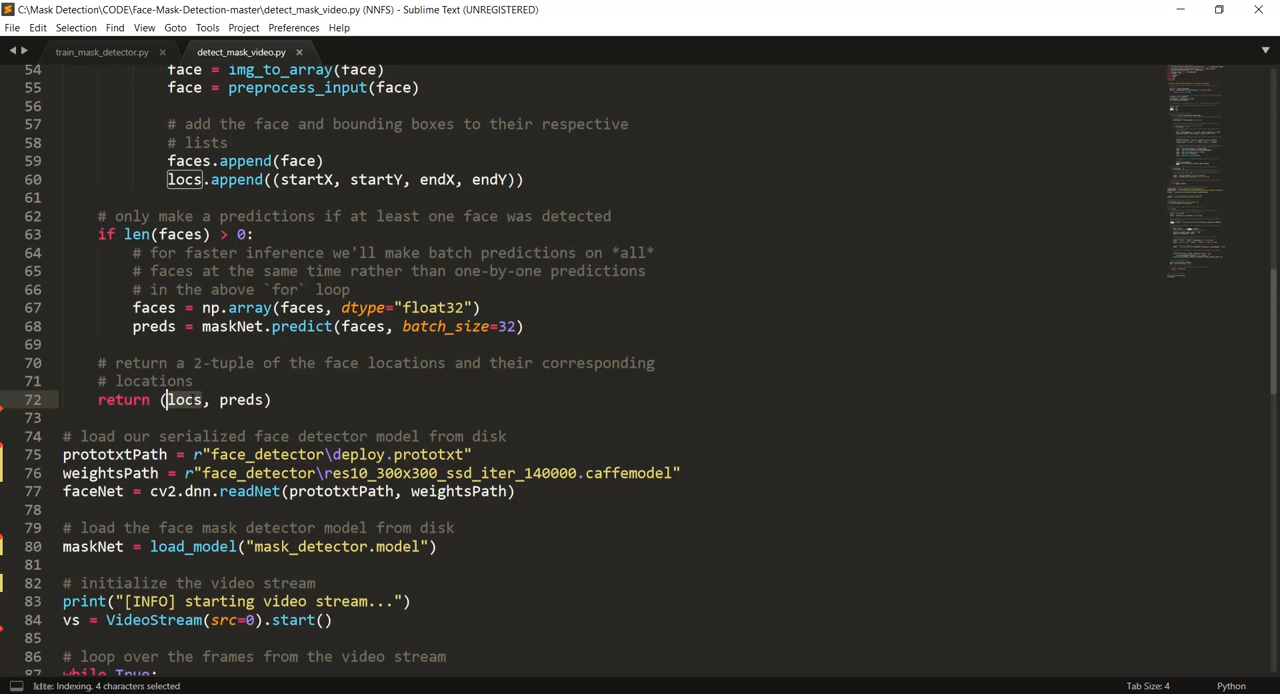 C:\Mask Detection\CODE\Face-Mask-Detection-master\detect_mask_video.py (NNFS) - Sublime Text (UNREGISTERED)
File Edit Selection Find View Goto Tools Project Preferences Help
train_mask_detector.py detect_mask_video.py
54 face = img_to_array(face)
55 face = preprocess_input(face)
56
57 # add the face and bounding boxes to their respective
58 # lists
59 faces.append(face)
60 locs.append((startX, startY, endX, endY))
61
62 # only make a predictions if at least one face was detected
63 if len(faces) > 0:
64 # for faster inference we'll make batch predictions on *all*
65 # faces at the same time rather than one-by-one predictions
66 # in the above `for` loop
67 faces = np.array(faces, dtype="float32")
68 preds = maskNet.predict(faces, batch_size=32)
69
70 # return a 2-tuple of the face locations and their corresponding
71 # locations
72 return (locs, preds)
73
74 # load our serialized face detector model from disk
75 prototxtPath = r"face_detector\deploy.prototxt"
76 weightsPath = r"face_detector\res10_300x300_ssd_iter_140000.caffemodel"
77 faceNet = cv2.dnn.readNet(prototxtPath, weightsPath)
78
79 # load the face mask detector model from disk
80 maskNet = load_model("mask_detector.model")
81
82 # initialize the video stream
83 print("[INFO] starting video stream...")
84 vs = VideoStream(src=0).start()
85
86 # loop over the frames from the video stream
87 while True:
Indexing, 4 characters selected Tab Size: 4 Python